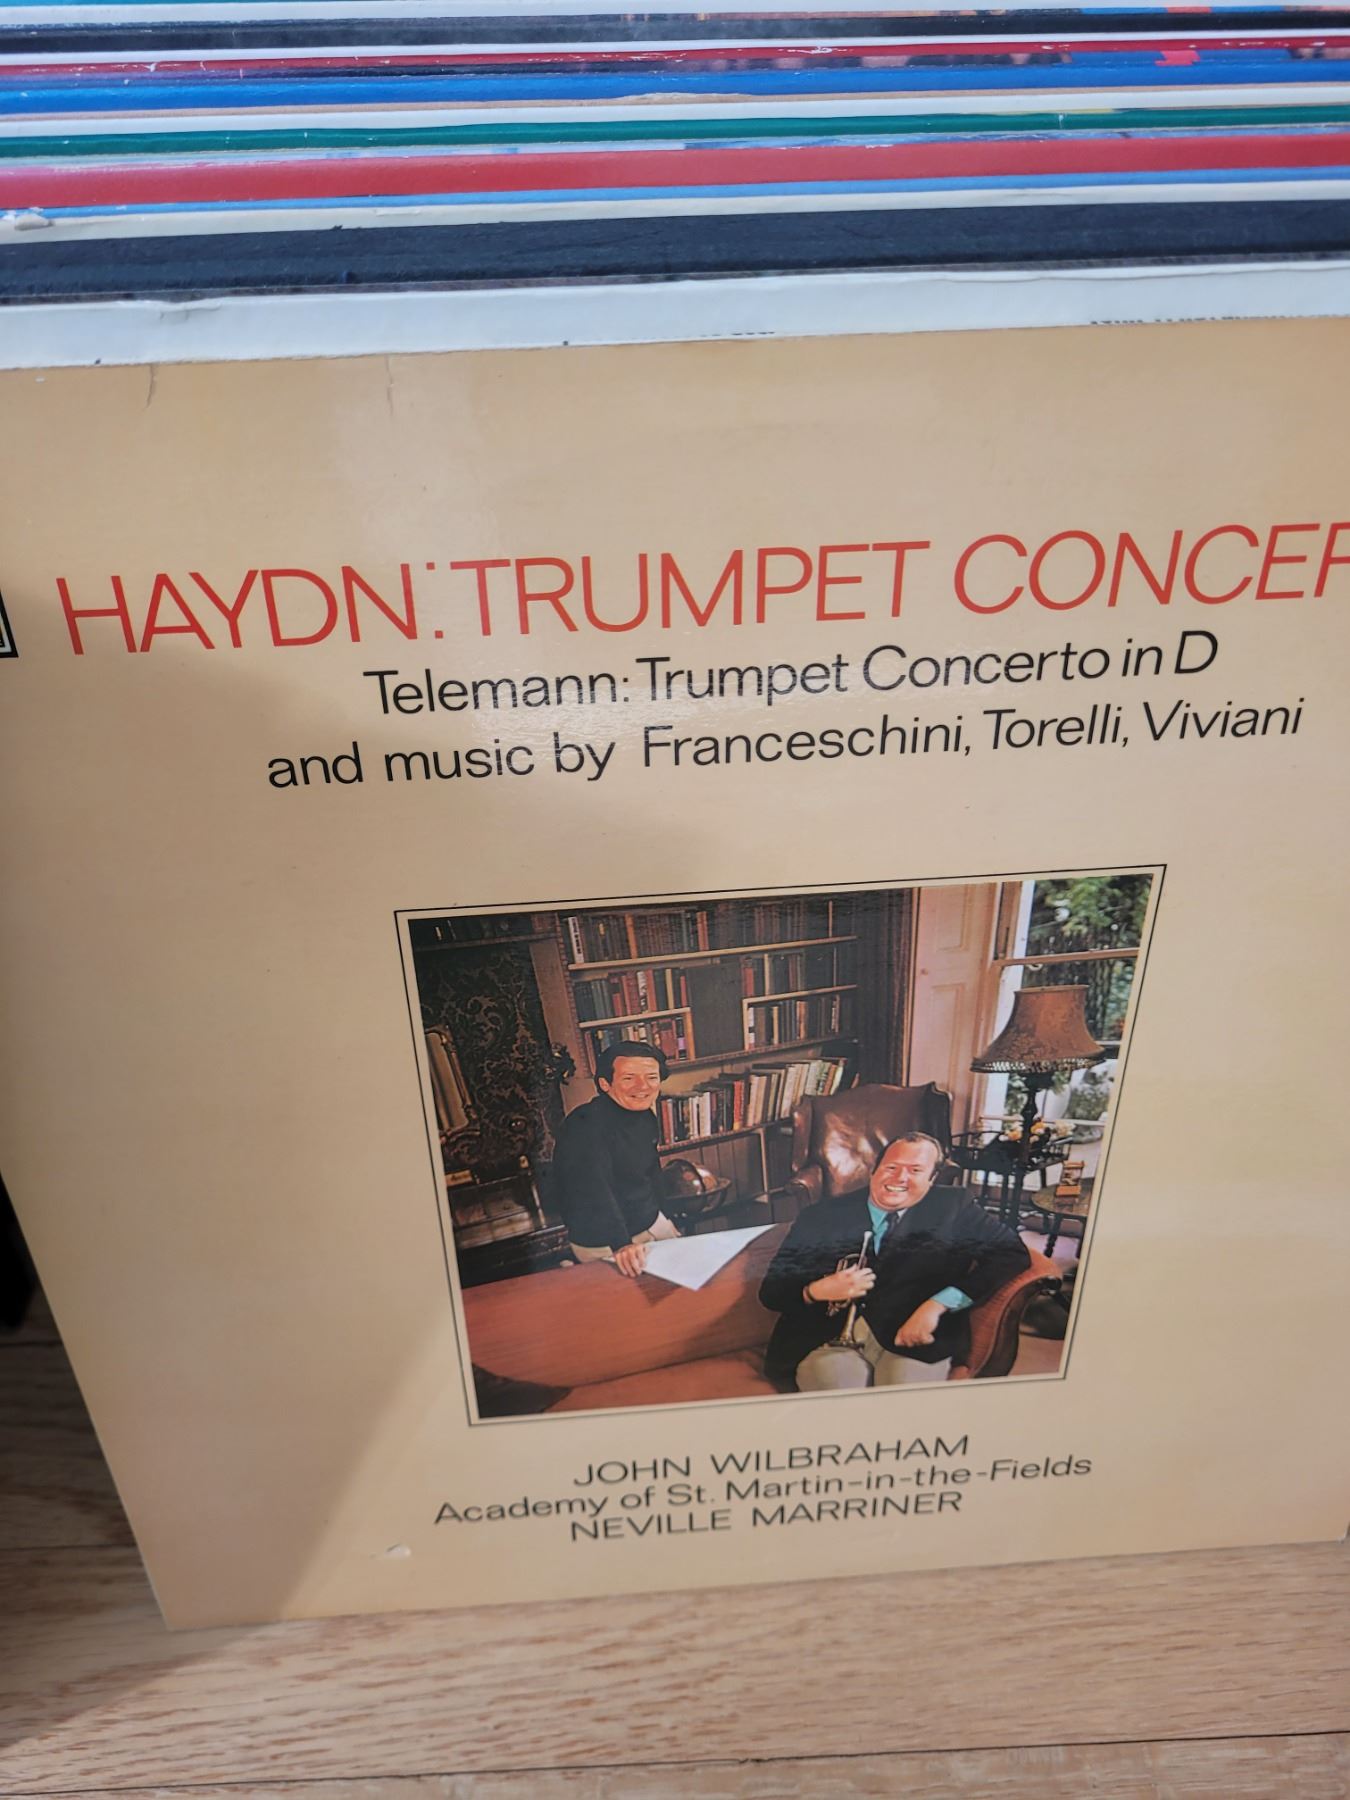 HAYDN: TRUMPET CONCER
Telemann: Trumpet Concerto in D
and music by Franceschini, Torelli, Viviani
JOHN WILBRAHAM
Academy of St. Martin-in-the-Fields
NEVILLE MARRINER